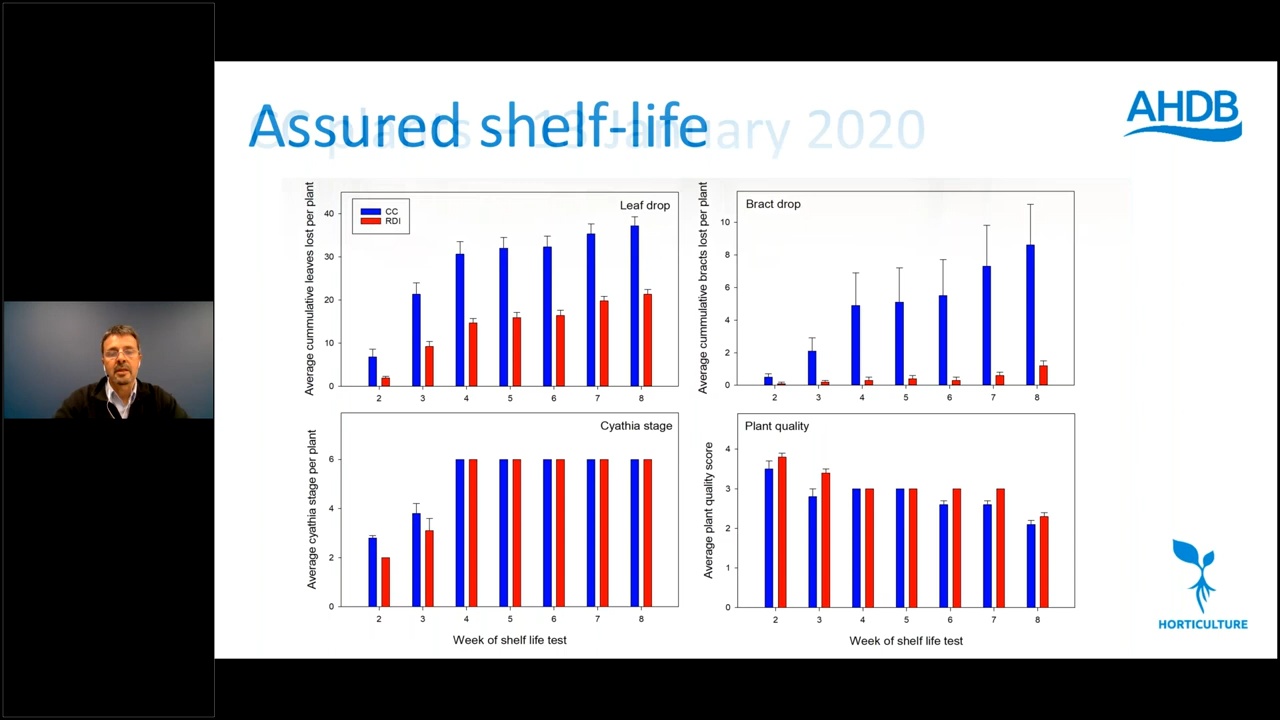 Assured shelf-life
13 January 2020
AHDB
Average cummulative leaves lost per plant
40
30
20
10
0
CC
RDI
Leaf drop
2 3 4 5 6 7 8
Average cummulative bracts lost per plant
10
8
6
4
2
0
Bract drop
2 3 4 5 6 7 8
Average cyathia stage per plant
6
4
2
0
Cyathia stage
2 3 4 5 6 7 8
Week of shelf life test
Average plant quality score
4
3
2
1
0
Plant quality
2 3 4 5 6 7 8
Week of shelf life test
HORTICULTURE